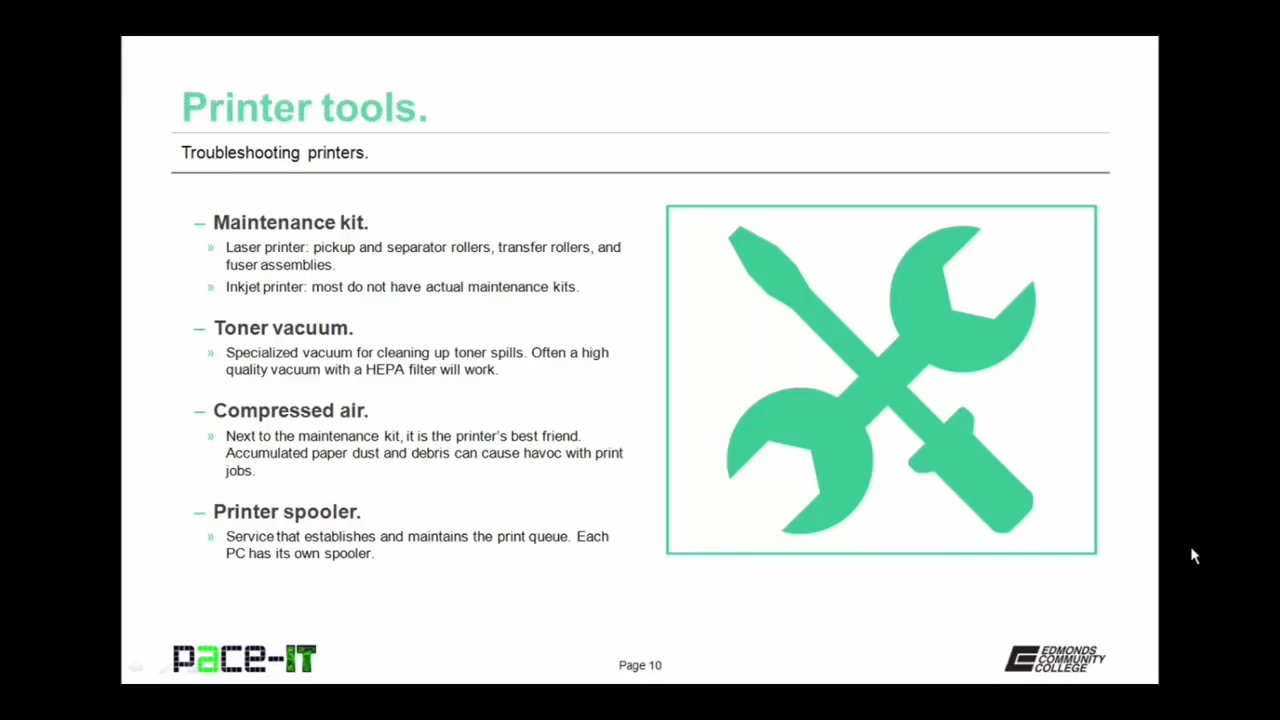 Printer tools.
Troubleshooting printers.
– Maintenance kit.
» Laser printer: pickup and separator rollers, transfer rollers, and
fuser assemblies.
» Inkjet printer: most do not have actual maintenance kits.
– Toner vacuum.
» Specialized vacuum for cleaning up toner spills. Often a high
quality vacuum with a HEPA filter will work.
– Compressed air.
» Next to the maintenance kit, it is the printer’s best friend.
Accumulated paper dust and debris can cause havoc with print
jobs.
– Printer spooler.
» Service that establishes and maintains the print queue. Each
PC has its own spooler.
pace-IT
Page 10
EDMONDS
COMMUNITY
COLLEGE